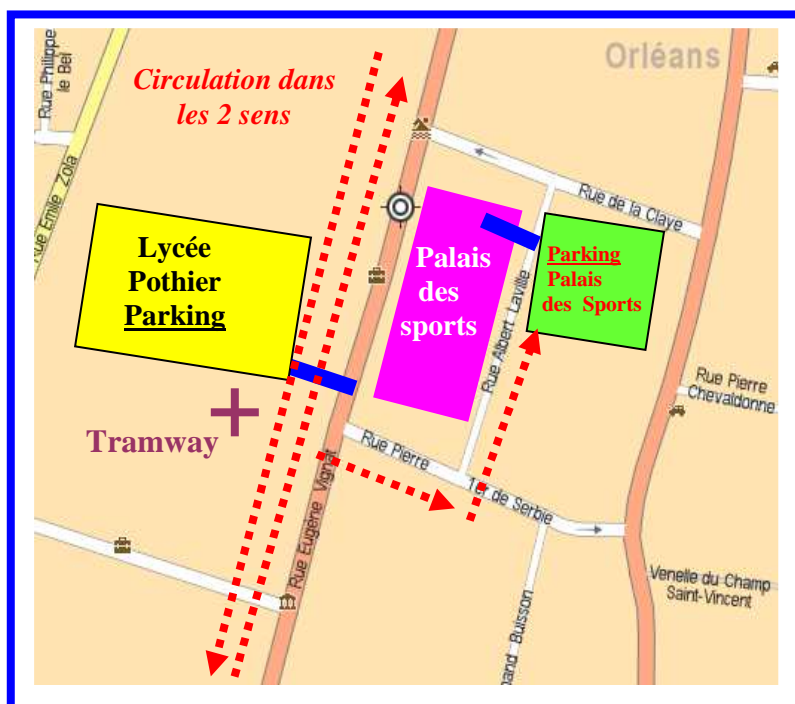 Orléans
Circulation dans
les 2 sens
Rue Philippe
le Bel
Rue Emile Zola
Rue de la Claye
Lycée
Pothier
Parking
Palais
des
sports
Parking
Palais
des Sports
Rue Albert Laville
Rue Pierre
Chevaldonne
Tramway
Rue Pierre
1er de Serbie
Rue Eugène Vignat
Venelle du Champ
Saint-Vincent
and Buisson